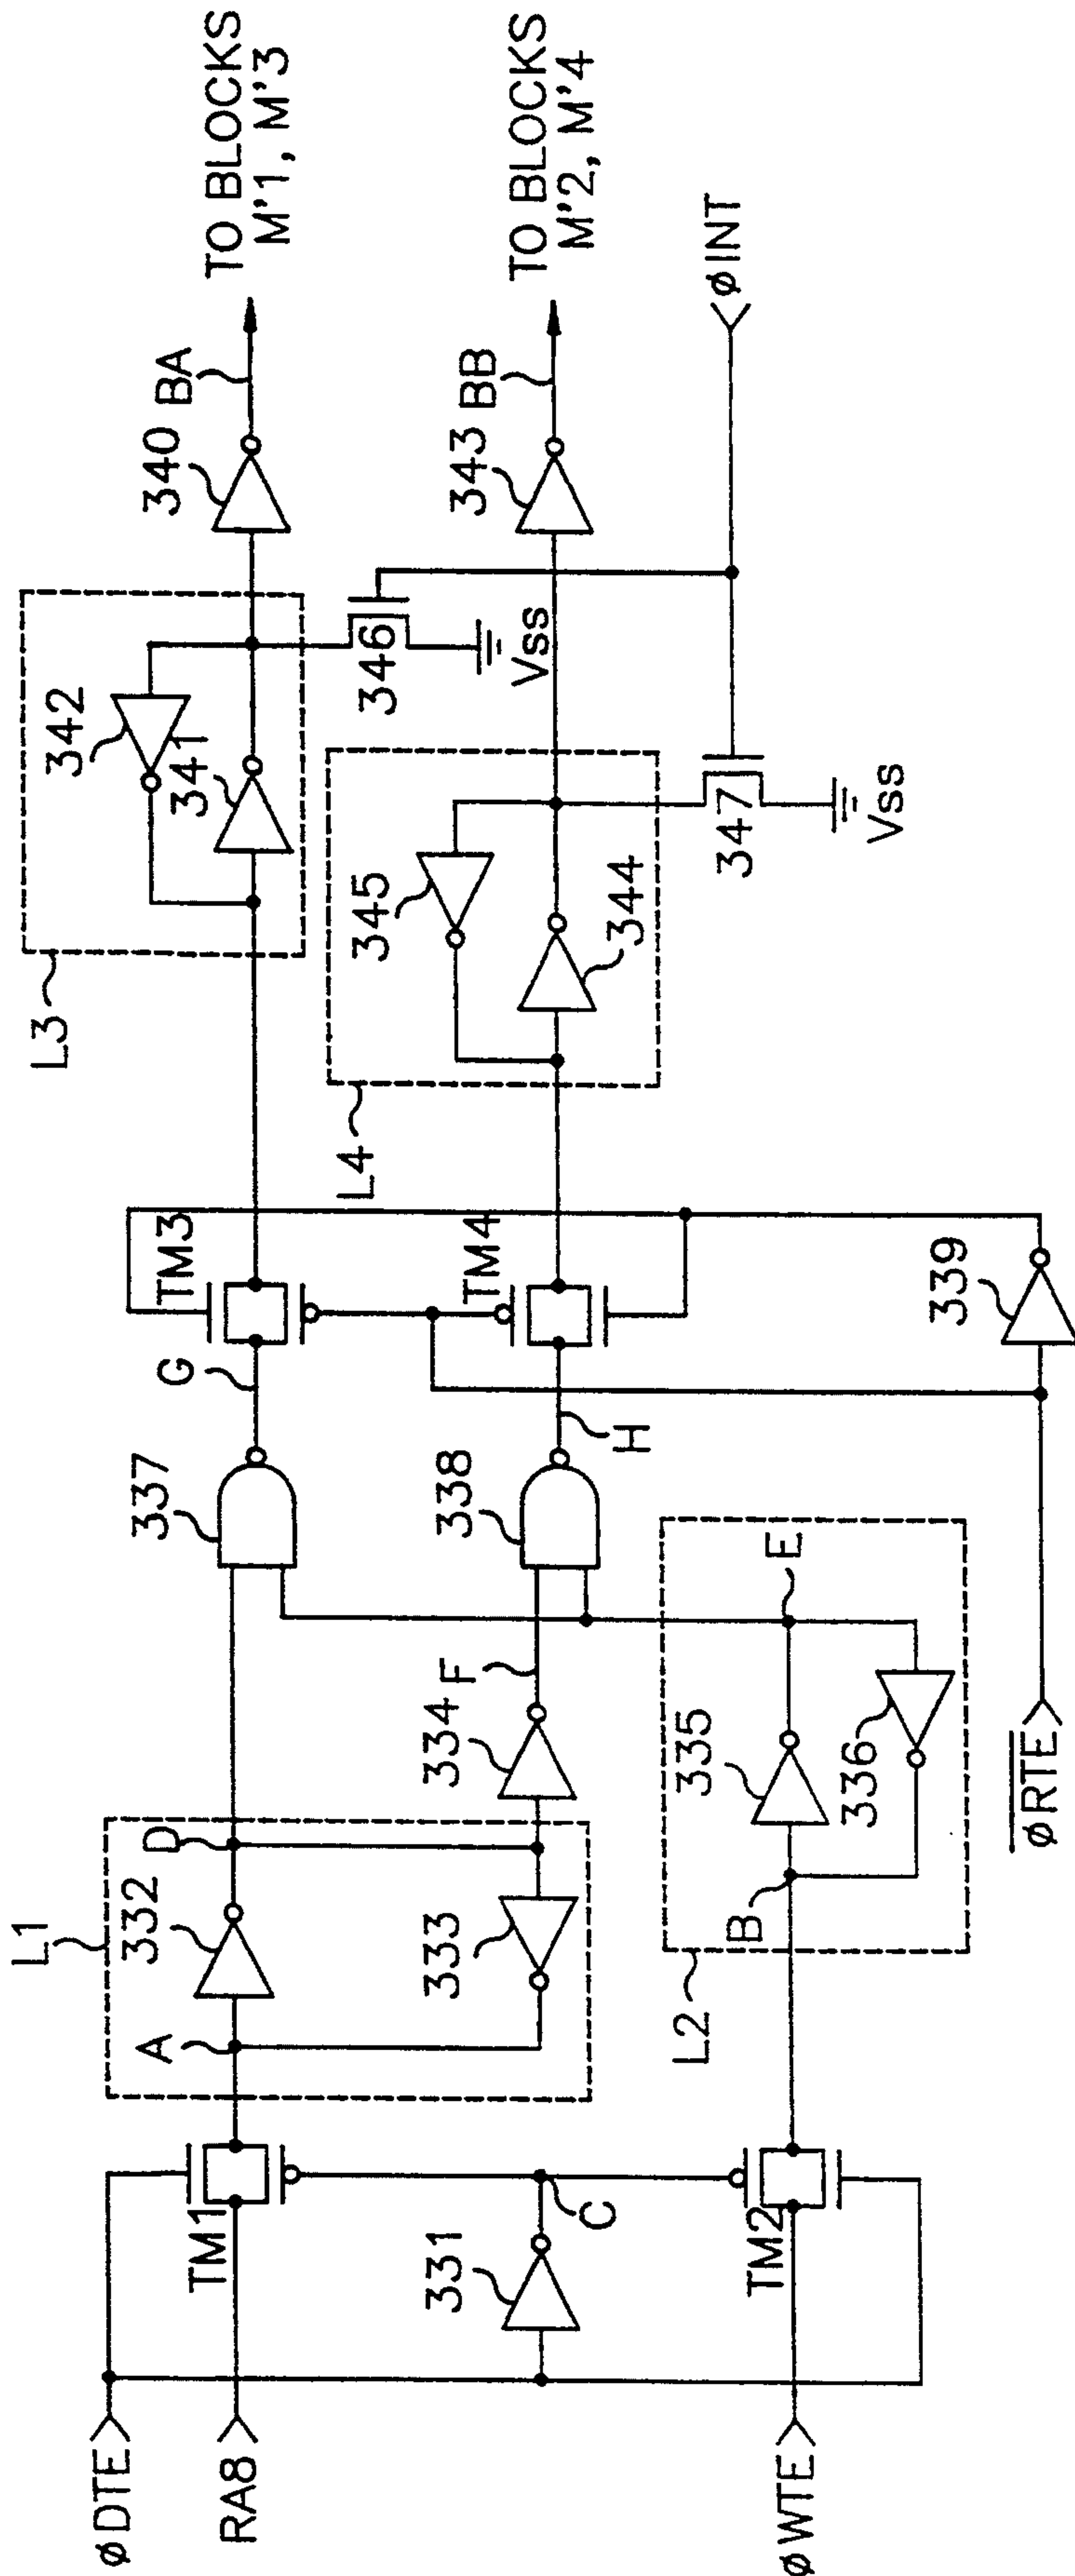 φDTE
RA8
φWTE
TM1
331
C
TM2
L1
A
332
D
333
334
F
L2
B
335
336
E
337
G
338
H
TM3
TM4
φRTE
339
L3
342
341
340
BA
TO BLOCKS
M'1, M'3
346
Vss
L4
345
344
343
BB
TO BLOCKS
M'2, M'4
347
Vss
φINT